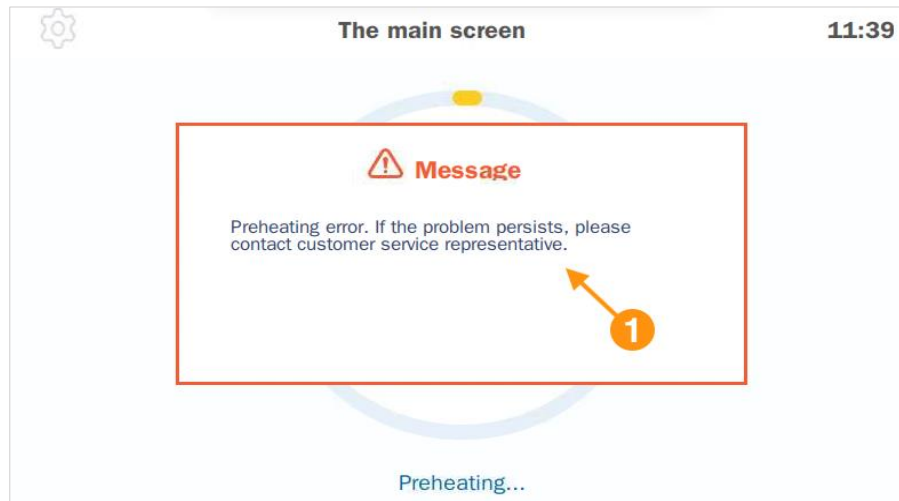 The main screen
11:39
Message
Preheating error. If the problem persists, please
contact customer service representative.
1
Preheating...